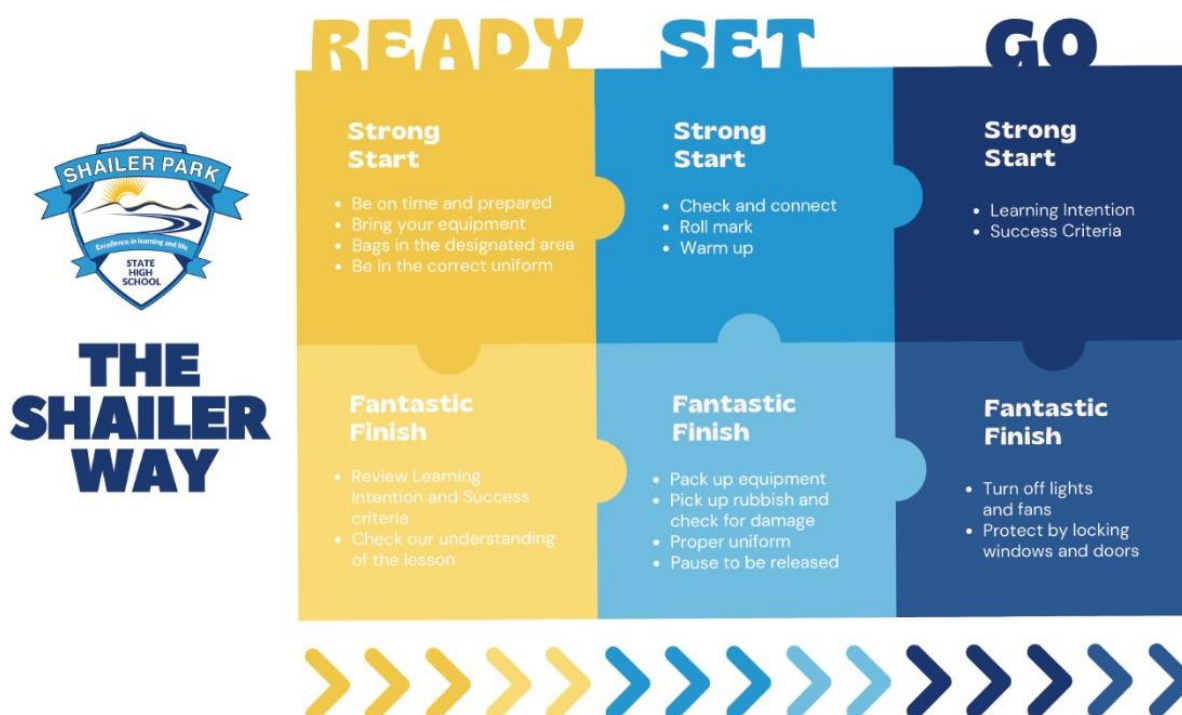 READY
SET
GO
SHAILER PARK
Excellence in learning and life
STATE
HIGH
SCHOOL
THE
SHAILER
WAY
Strong
Start
• Be on time and prepared
• Bring your equipment
• Bags in the designated area
• Be in the correct uniform
Strong
Start
• Check and connect
• Roll mark
• Warm up
Strong
Start
• Learning Intention
• Success Criteria
Fantastic
Finish
• Review Learning
Intention and Success
criteria
• Check our understanding
of the lesson
Fantastic
Finish
• Pack up equipment
• Pick up rubbish and
check for damage
• Proper uniform
• Pause to be released
Fantastic
Finish
• Turn off lights
and fans
• Protect by locking
windows and doors